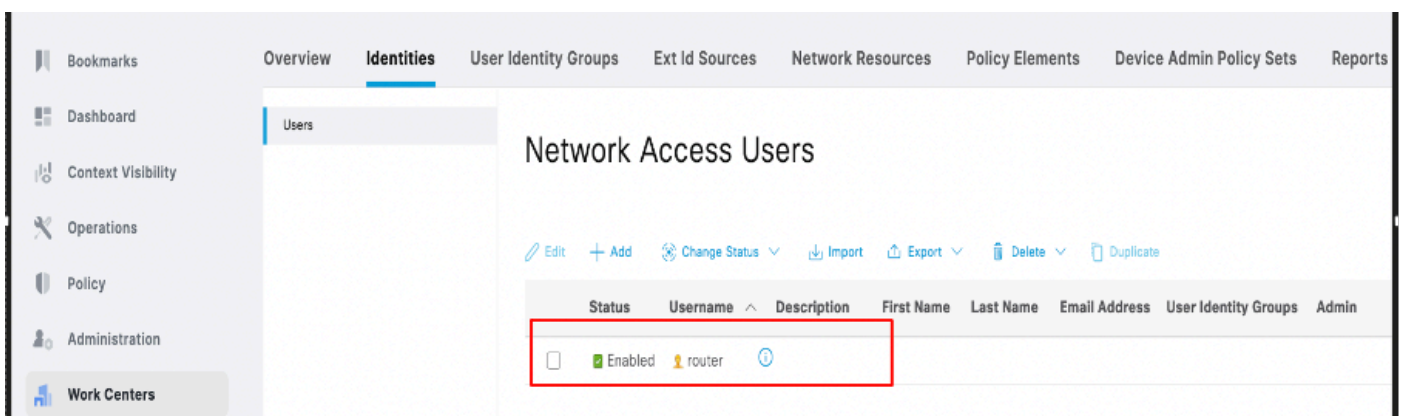 Bookmarks
Dashboard
Context Visibility
Operations
Policy
Administration
Work Centers
Overview Identities User Identity Groups Ext Id Sources Network Resources Policy Elements Device Admin Policy Sets Reports
Users
Network Access Users
Edit Add Change Status Import Export Delete Duplicate
Status Username Description First Name Last Name Email Address User Identity Groups Admin
Enabled router